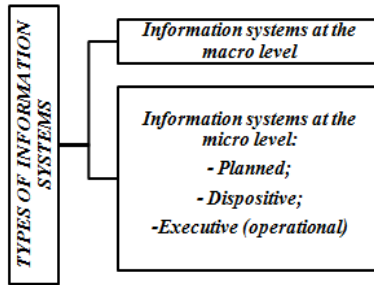 TYPES OF INFORMATION
SYSTEMS
Information systems at the
macro level
Information systems at the
micro level:
- Planned;
- Dispositive;
-Executive (operational)